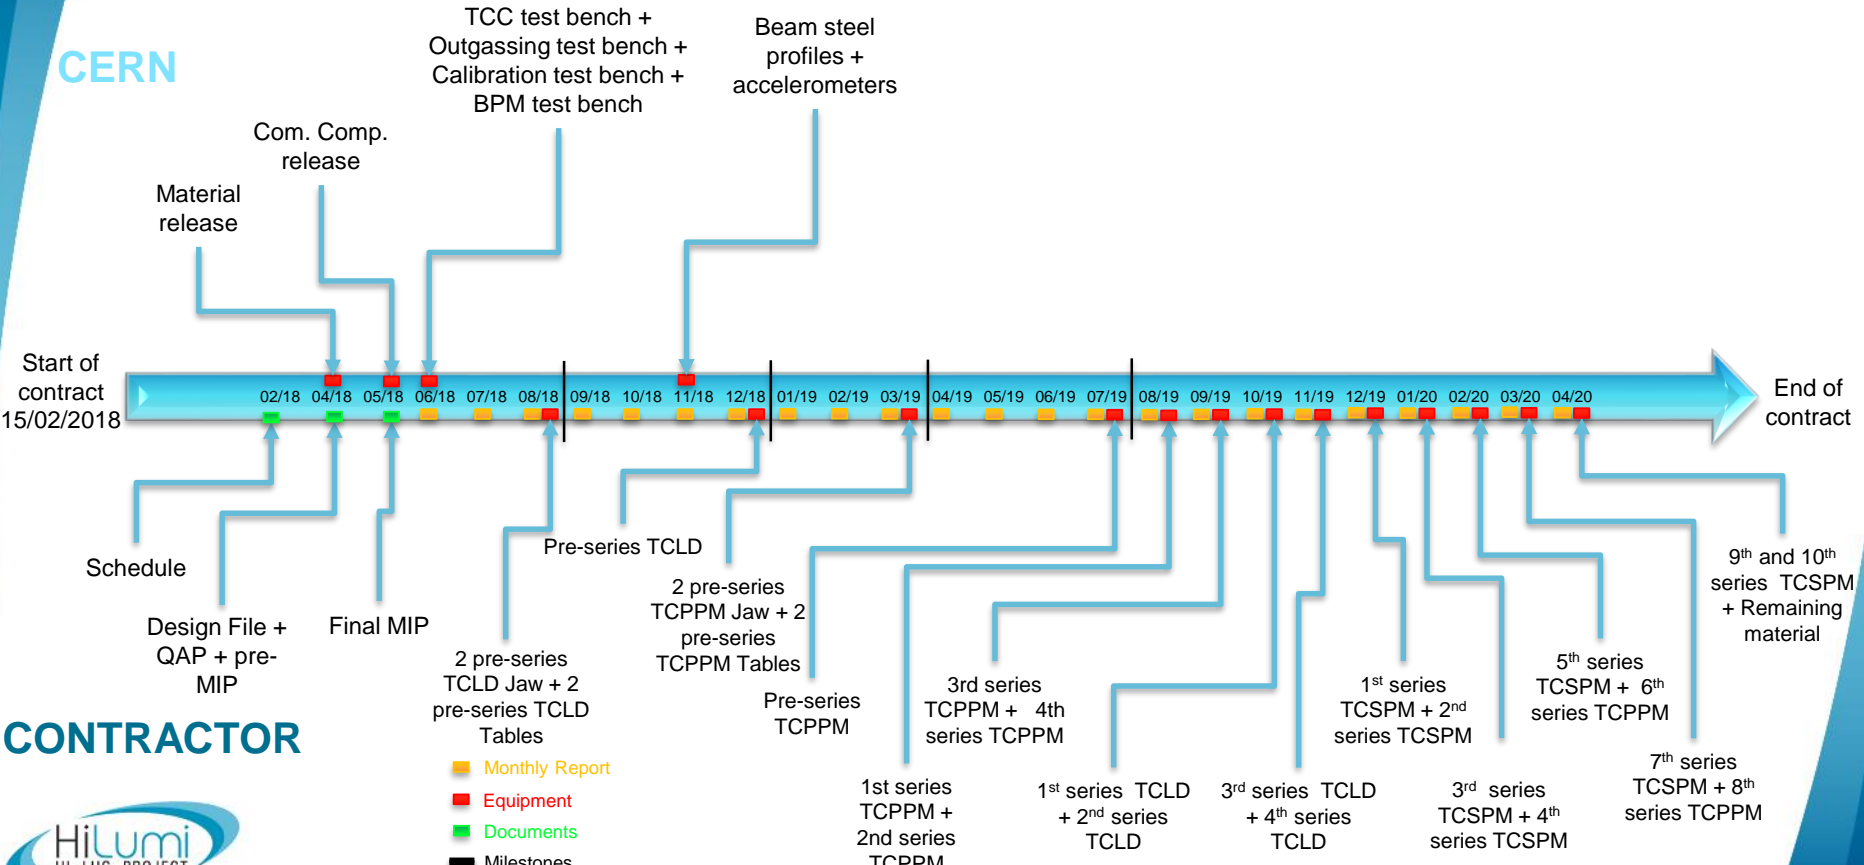 CERN
TCC test bench +
Outgassing test bench +
Calibration test bench +
BPM test bench
Beam steel
profiles +
accelerometers
Com. Comp.
release
Material
release
Start of
contract
15/02/2018
02/18 04/18 05/18 06/18 07/18 08/18 09/18 10/18 11/18 12/18 01/19 02/19 03/19 04/19 05/19 06/19 07/19 08/19 09/19 10/19 11/19 12/19 01/20 02/20 03/20 04/20
End of
contract
Schedule
Design File +
QAP + pre-
MIP
Final MIP
2 pre-series
TCLD Jaw + 2
pre-series TCLD
Tables
Pre-series TCLD
2 pre-series
TCPPM Jaw + 2
pre-series
TCPPM Tables
Pre-series
TCPPM
1st series
TCPPM +
2nd series
TCPPM
3rd series
TCPPM + 4th
series TCPPM
1st series TCLD
+ 2nd series
TCLD
3rd series TCLD
+ 4th series
TCLD
1st series
TCSPM + 2nd
series TCSPM
3rd series
TCSPM + 4th
series TCSPM
5th series
TCSPM + 6th
series TCPPM
7th series
TCSPM + 8th
series TCPPM
9th and 10th
series TCSPM
+ Remaining
material
CONTRACTOR
Monthly Report
Equipment
Documents
Milestones
HiLumi
HL-LHC PROJECT